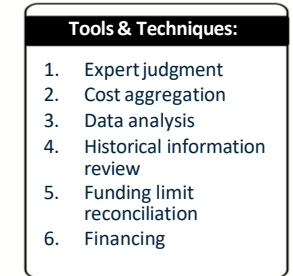 Tools & Techniques:
1. Expert judgment
2. Cost aggregation
3. Data analysis
4. Historical information
review
5. Funding limit
reconciliation
6. Financing